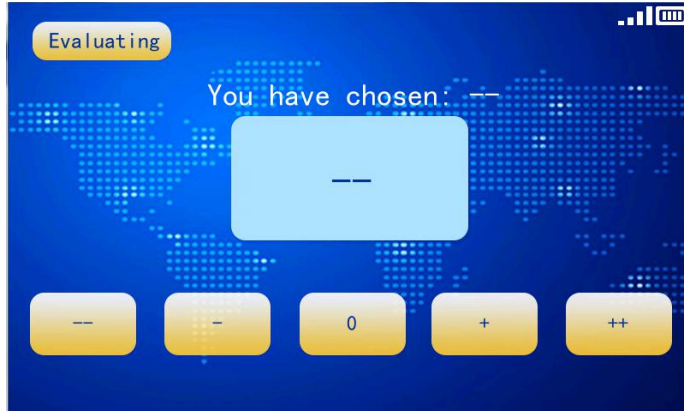 Evaluating
You have chosen: --
--
-- - 0 + ++